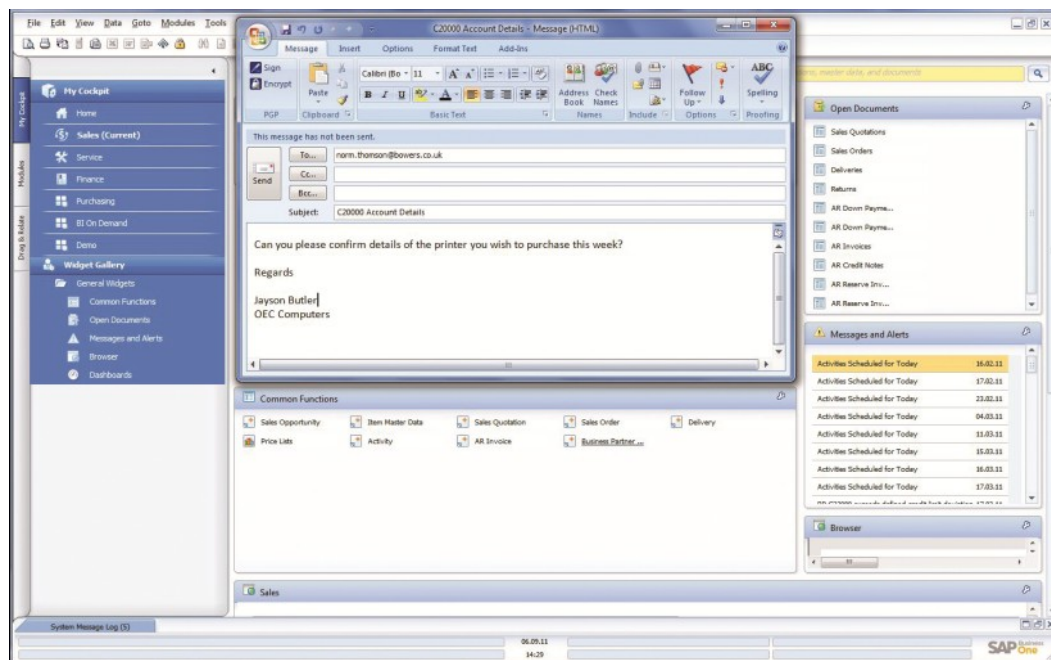 File Edit View Data Goto Modules Tools
C20000 Account Details - Message (HTML)
Message Insert Options Format Text Add-Ins
Sign
Encrypt
PGP
Paste
Clipboard
Calibri (Bo 11
B I U
Basic Text
Address Book
Check Names
Names
Include
Follow Up
Options
ABC
Spelling
Proofing
This message has not been sent.
Send
To... norm.thomson@bowers.co.uk
Cc...
Bcc...
Subject: C20000 Account Details
Can you please confirm details of the printer you wish to purchase this week?
Regards
Jayson Butler
OEC Computers
My Cockpit
Modules
Drag & Relate
My Cockpit
Home
Sales (Current)
Service
Finance
Purchasing
BI On Demand
Demo
Widget Gallery
General Widgets
Common Functions
Open Documents
Messages and Alerts
Browser
Dashboards
Common Functions
Sales Opportunity Item Master Data Sales Quotation Sales Order Delivery
Price Lists Activity AR Invoice Business Partner ...
Sales
master data, and documents
Open Documents
Sales Quotations
Sales Orders
Deliveries
Returns
AR Down Payme...
AR Down Payme...
AR Invoices
AR Credit Notes
AR Reserve Inv...
AR Reserve Inv...
Messages and Alerts
Activities Scheduled for Today 16.02.11
Activities Scheduled for Today 17.02.11
Activities Scheduled for Today 23.02.11
Activities Scheduled for Today 04.03.11
Activities Scheduled for Today 11.03.11
Activities Scheduled for Today 15.03.11
Activities Scheduled for Today 16.03.11
Activities Scheduled for Today 17.03.11
Browser
System Message Log (5)
06.09.11
14:29
SAP Business One